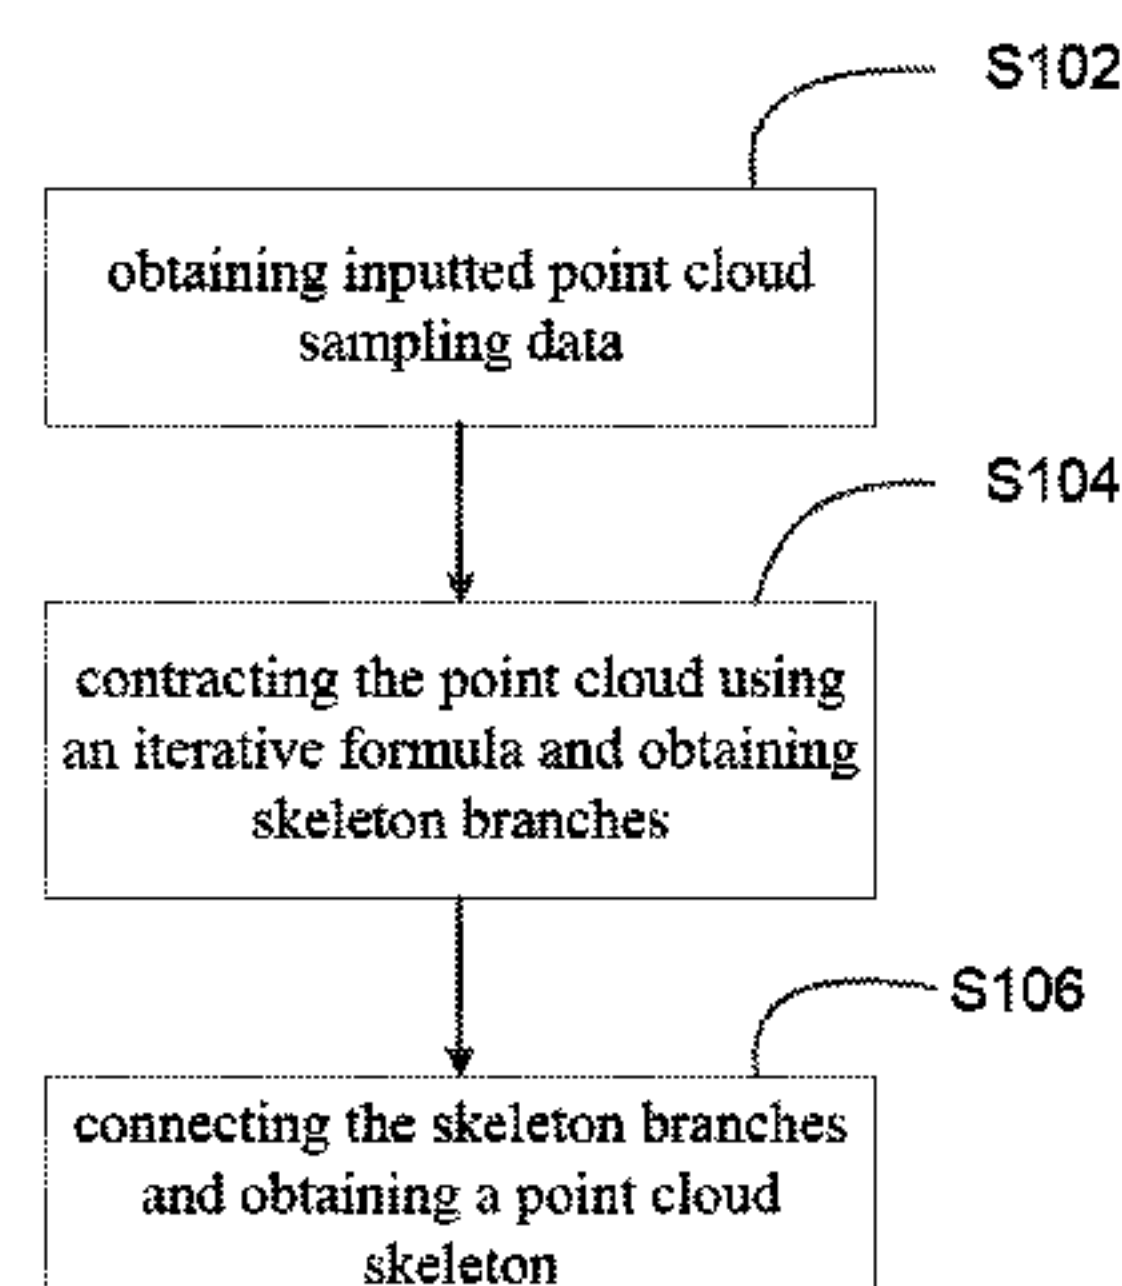 S102
obtaining inputted point cloud
sampling data
S104
contracting the point cloud using
an iterative formula and obtaining
skeleton branches
S106
connecting the skeleton branches
and obtaining a point cloud
skeleton